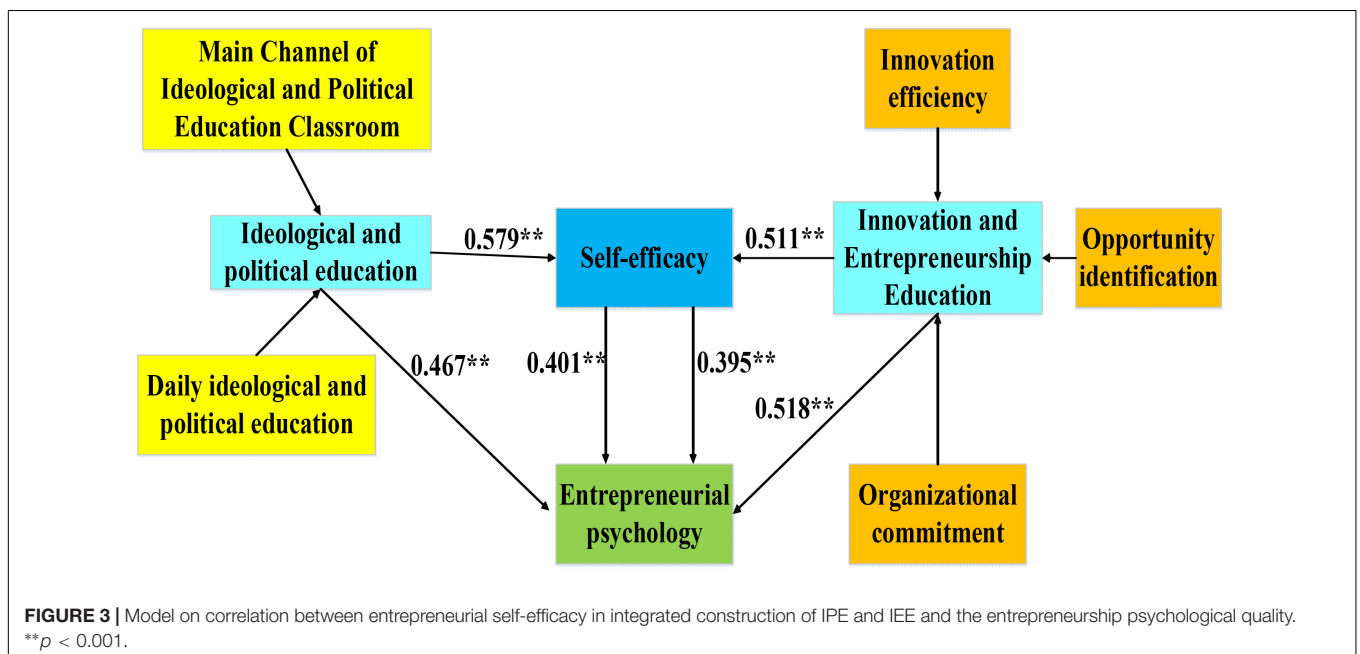 Main Channel of
Ideological and Political
Education Classroom
Innovation
efficiency
Ideological and
political education
0.579**
Self-efficacy
0.511**
Innovation and
Entrepreneurship
Education
Opportunity
identification
Daily ideological and
political education
0.467**
0.401**
0.395**
0.518**
Entrepreneurial
psychology
Organizational
commitment
FIGURE 3 | Model on correlation between entrepreneurial self-efficacy in integrated construction of IPE and IEE and the entrepreneurship psychological quality.
**p < 0.001.